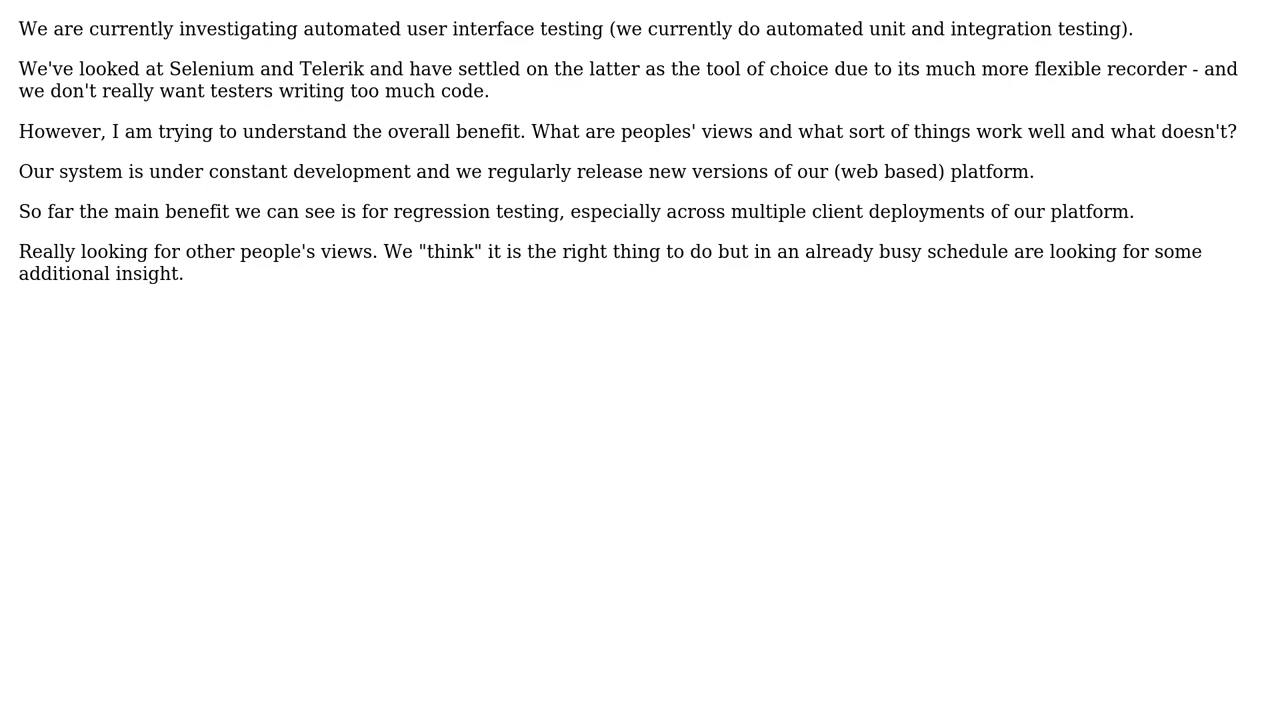 We are currently investigating automated user interface testing (we currently do automated unit and integration testing).
We've looked at Selenium and Telerik and have settled on the latter as the tool of choice due to its much more flexible recorder - and
we don't really want testers writing too much code.
However, I am trying to understand the overall benefit. What are peoples' views and what sort of things work well and what doesn't?
Our system is under constant development and we regularly release new versions of our (web based) platform.
So far the main benefit we can see is for regression testing, especially across multiple client deployments of our platform.
Really looking for other people's views. We "think" it is the right thing to do but in an already busy schedule are looking for some
additional insight.